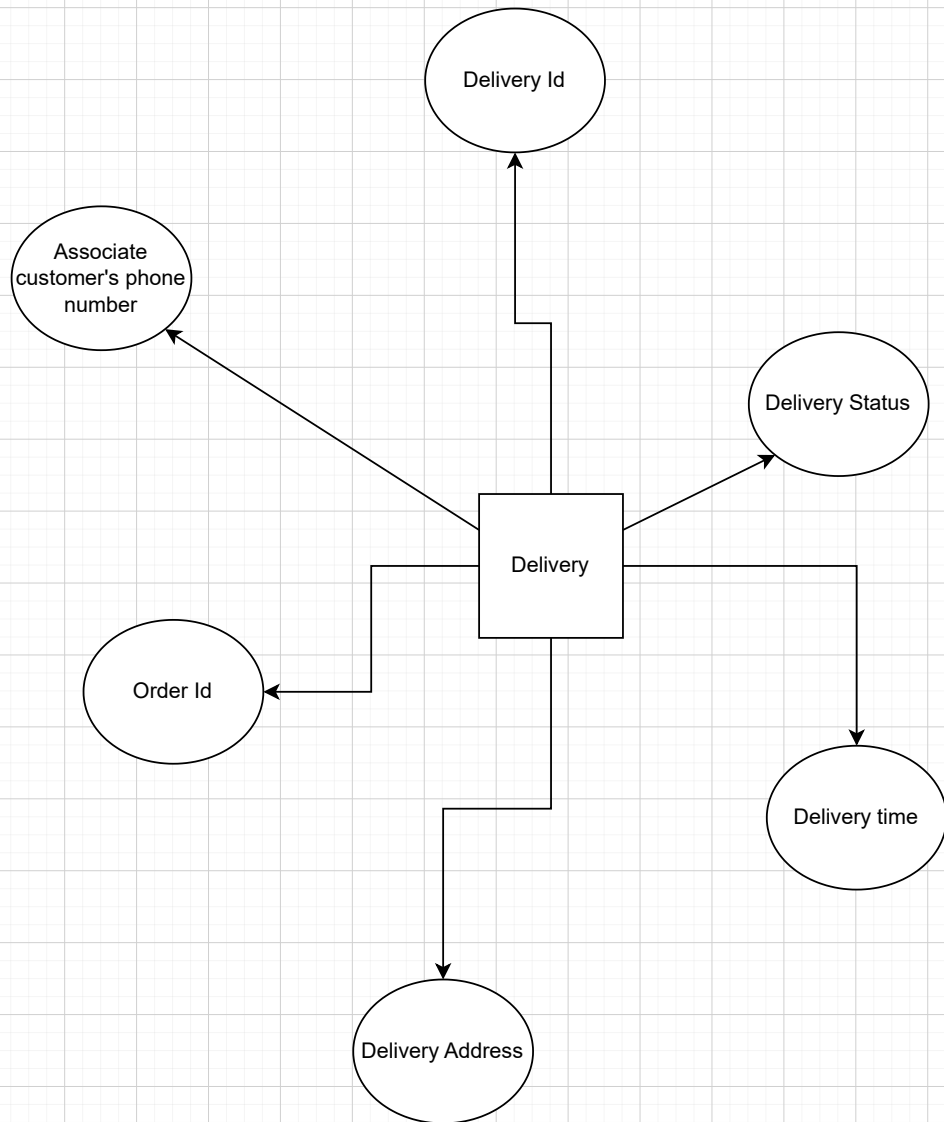 Delivery Id
Associate
customer's phone
number
Delivery Status
Delivery
Order Id
Delivery time
Delivery Address